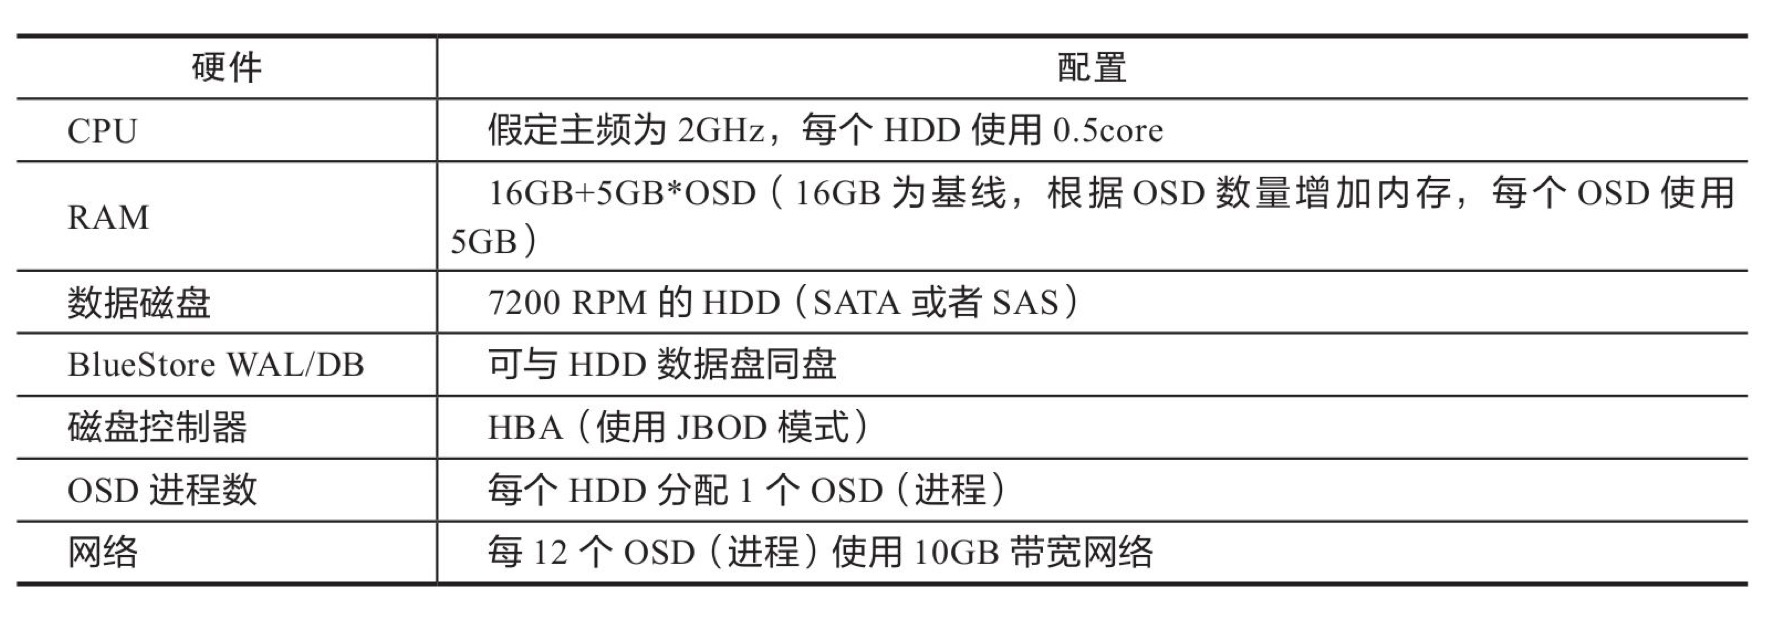 硬件 配置
CPU 假定主频为 2GHz，每个 HDD 使用 0.5core
RAM 16GB+5GB*OSD（16GB 为基线，根据 OSD 数量增加内存，每个 OSD 使用
5GB）
数据磁盘 7200 RPM 的 HDD（SATA 或者 SAS）
BlueStore WAL/DB 可与 HDD 数据盘同盘
磁盘控制器 HBA（使用 JBOD 模式）
OSD 进程数 每个 HDD 分配 1 个 OSD（进程）
网络 每 12 个 OSD（进程）使用 10GB 带宽网络